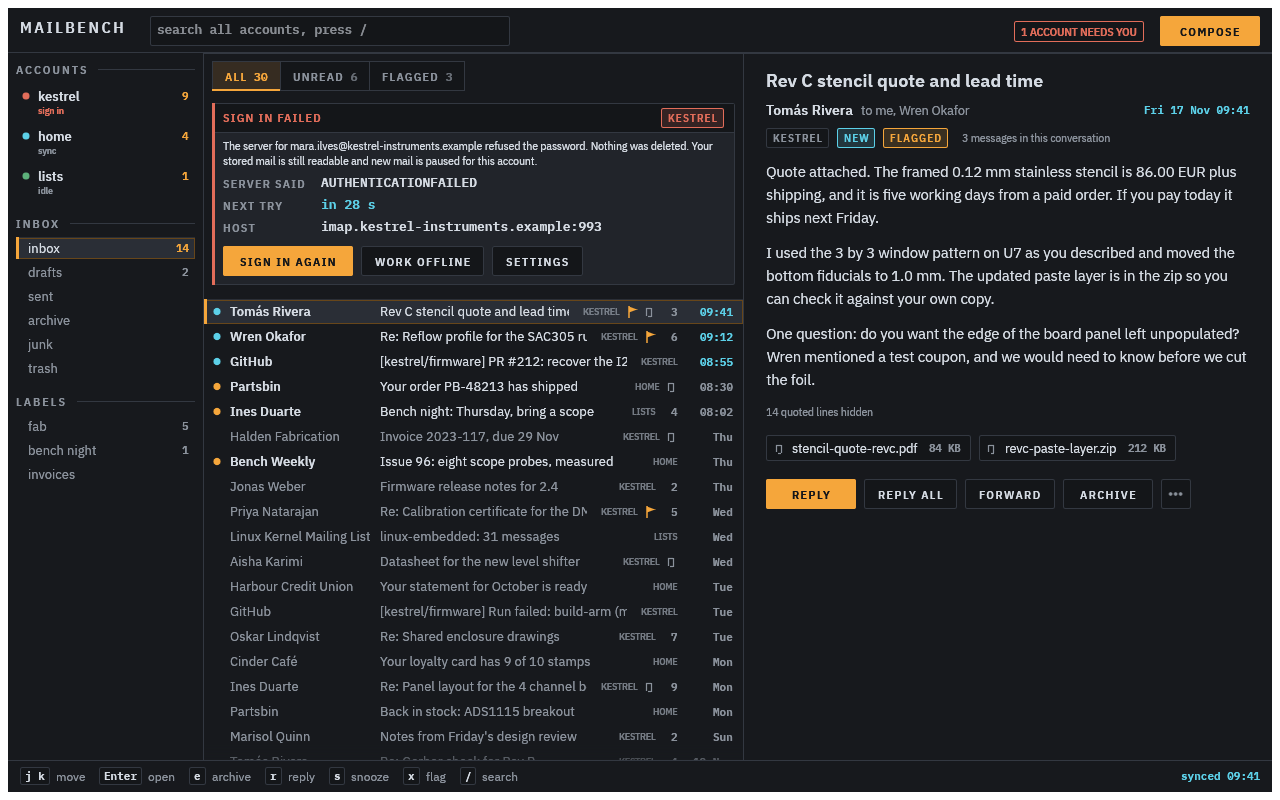 MAILBENCH
search all accounts, press /
1 ACCOUNT NEEDS YOU
COMPOSE
ACCOUNTS
kestrel 9
sign in
home 4
sync
lists 1
idle
INBOX
inbox 14
drafts 2
sent
archive
junk
trash
LABELS
fab 5
bench night 1
invoices
ALL 30 UNREAD 6 FLAGGED 3
SIGN IN FAILED KESTREL
The server for mara.ilves@kestrel-instruments.example refused the password. Nothing was deleted. Your
stored mail is still readable and new mail is paused for this account.
SERVER SAID AUTHENTICATIONFAILED
NEXT TRY in 28 s
HOST imap.kestrel-instruments.example:993
SIGN IN AGAIN WORK OFFLINE SETTINGS
Tomás Rivera Rev C stencil quote and lead time KESTREL 3 09:41
Wren Okafor Re: Reflow profile for the SAC305 ru KESTREL 6 09:12
GitHub [kestrel/firmware] PR #212: recover the I2 KESTREL 08:55
Partsbin Your order PB-48213 has shipped HOME 08:30
Ines Duarte Bench night: Thursday, bring a scope LISTS 4 08:02
Halden Fabrication Invoice 2023-117, due 29 Nov KESTREL Thu
Bench Weekly Issue 96: eight scope probes, measured HOME Thu
Jonas Weber Firmware release notes for 2.4 KESTREL 2 Thu
Priya Natarajan Re: Calibration certificate for the DM KESTREL 5 Wed
Linux Kernel Mailing List linux-embedded: 31 messages LISTS Wed
Aisha Karimi Datasheet for the new level shifter KESTREL Wed
Harbour Credit Union Your statement for October is ready HOME Tue
GitHub [kestrel/firmware] Run failed: build-arm (m KESTREL Tue
Oskar Lindqvist Re: Shared enclosure drawings KESTREL 7 Tue
Cinder Café Your loyalty card has 9 of 10 stamps HOME Mon
Ines Duarte Re: Panel layout for the 4 channel b KESTREL 9 Mon
Partsbin Back in stock: ADS1115 breakout HOME Mon
Marisol Quinn Notes from Friday's design review KESTREL 2 Sun
Rev C stencil quote and lead time
Tomás Rivera to me, Wren Okafor Fri 17 Nov 09:41
KESTREL NEW FLAGGED 3 messages in this conversation
Quote attached. The framed 0.12 mm stainless stencil is 86.00 EUR plus
shipping, and it is five working days from a paid order. If you pay today it
ships next Friday.
I used the 3 by 3 window pattern on U7 as you described and moved the
bottom fiducials to 1.0 mm. The updated paste layer is in the zip so you
can check it against your own copy.
One question: do you want the edge of the board panel left unpopulated?
Wren mentioned a test coupon, and we would need to know before we cut
the foil.
14 quoted lines hidden
stencil-quote-revc.pdf 84 KB revc-paste-layer.zip 212 KB
REPLY REPLY ALL FORWARD ARCHIVE •••
j k move Enter open e archive r reply s snooze x flag / search
synced 09:41